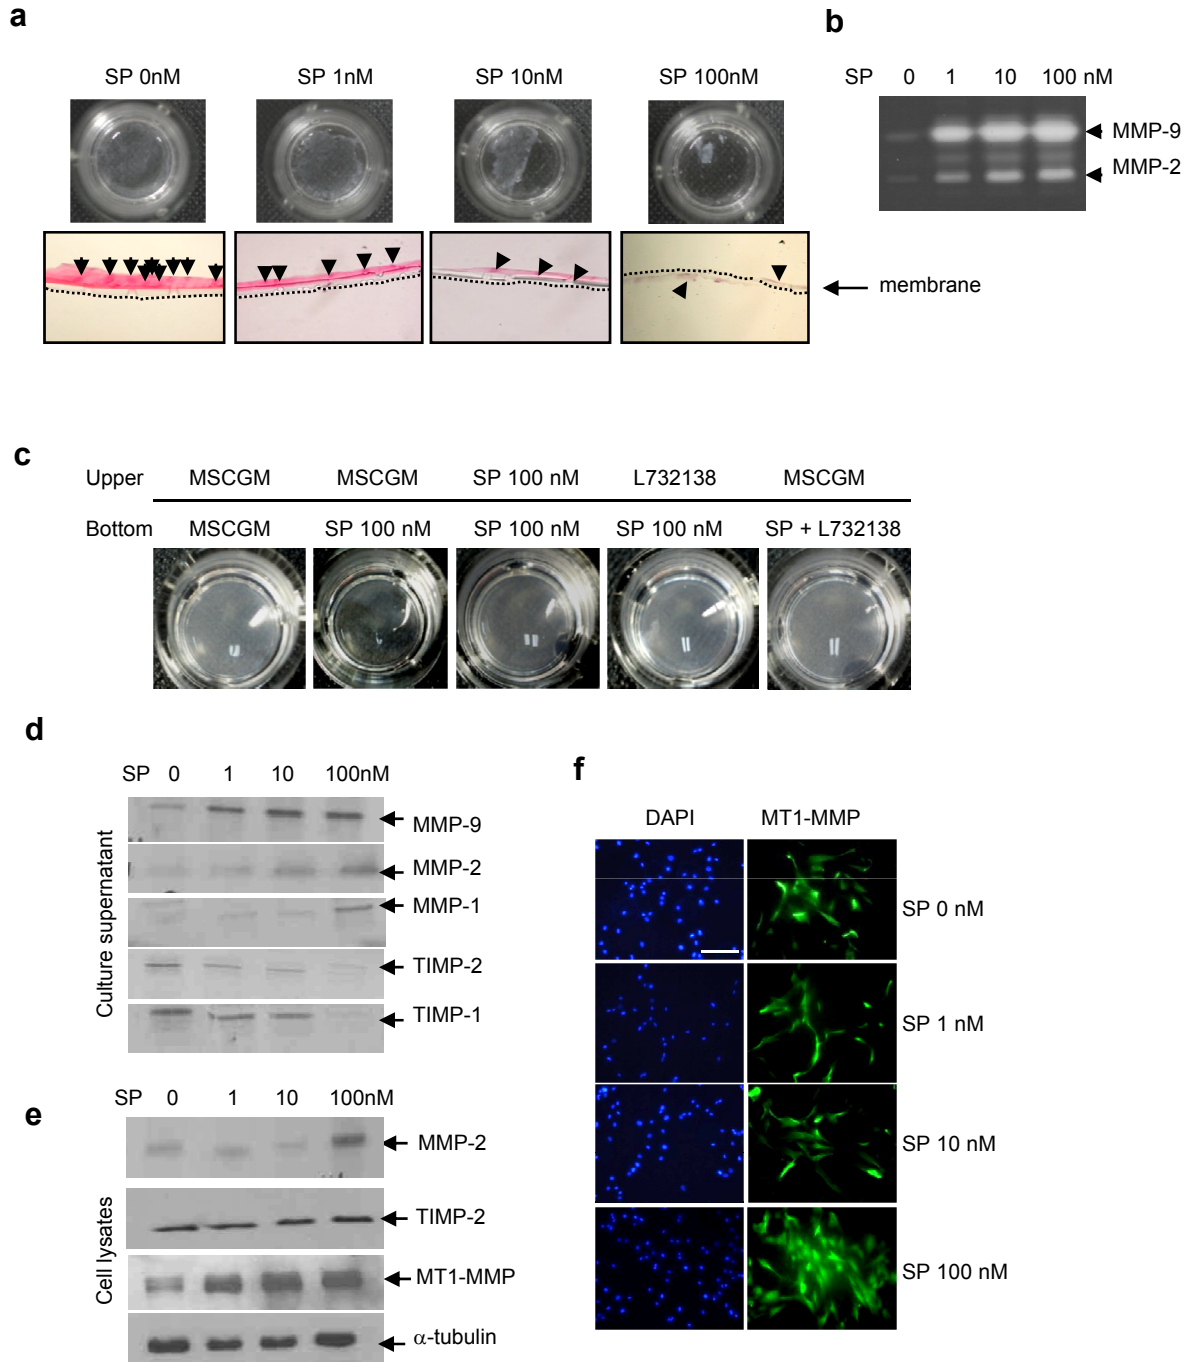 a
SP 0nM SP 1nM SP 10nM SP 100nM
membrane
b
SP 0 1 10 100 nM
MMP-9
MMP-2
c
Upper MSCGM MSCGM SP 100 nM L732138 MSCGM
Bottom MSCGM SP 100 nM SP 100 nM SP 100 nM SP + L732138
d
SP 0 1 10 100nM
Culture supernatant
MMP-9
MMP-2
MMP-1
TIMP-2
TIMP-1
e
SP 0 1 10 100nM
Cell lysates
MMP-2
TIMP-2
MT1-MMP
α-tubulin
f
DAPI MT1-MMP
SP 0 nM
SP 1 nM
SP 10 nM
SP 100 nM